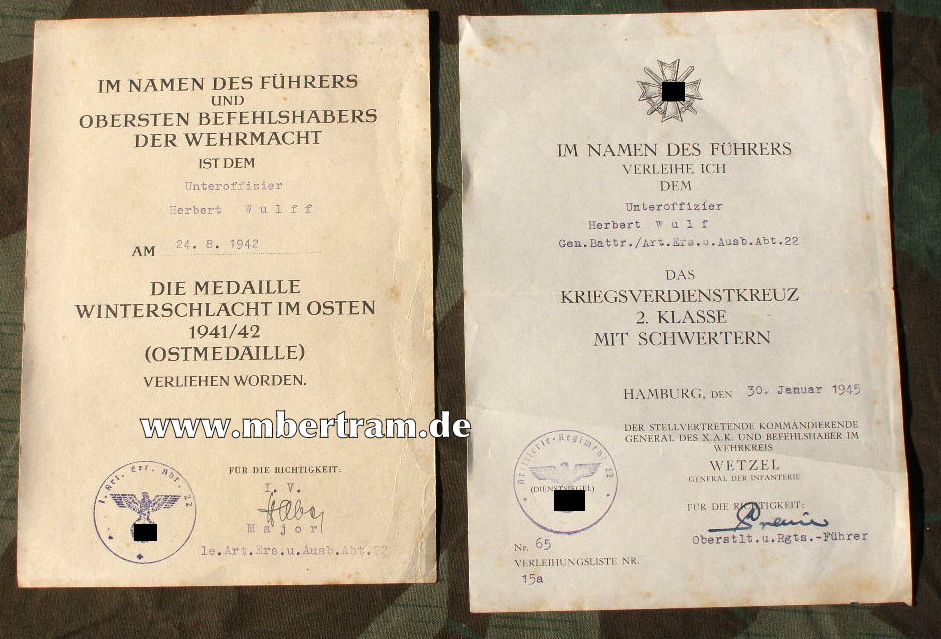 IM NAMEN DES FÜHRERS
UND
OBERSTEN BEFEHLSHABERS
DER WEHRMACHT
IST DEM
Unteroffizier
Herbert Wulff
AM 24. 8. 1942
DIE MEDAILLE
WINTERSCHLACHT IM OSTEN
1941/42
(OSTMEDAILLE)
VERLIEHEN WORDEN.
www.mbertram.de
FÜR DIE RICHTIGKEIT:
I.V.
Major
le.Art.Ers.u.Ausb.Abt.22
IM NAMEN DES FÜHRERS
VERLEIHE ICH
DEM
Unteroffizier
Herbert Wulf
Gen.Battr./Art.Ers.u.Ausb.Abt.22
DAS
KRIEGSVERDIENSTKREUZ
2. KLASSE
MIT SCHWERTERN
HAMBURG, DEN 30. Januar 1945
DER STELLVERTRETENDE KOMMANDIERENDE
GENERAL DES X.A.K. UND BEFEHLSHABER IM
WEHRKREIS
WETZEL
GENERAL DER INFANTERIE
Artillerie-Regiment 22
(DIENSTSIEGEL)
FÜR DIE RICHTIGKEIT:
Oberstlt.u.Rgts.-Führer
Nr. 65
VERLEIHUNGSLISTE NR.
15a